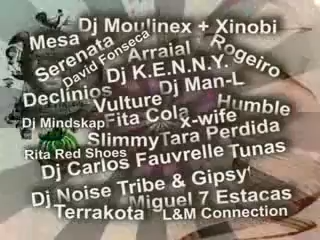 Dj Moulinex + Xinobi
Mesa
Serenata
David Fonseca
Arraial
Rogeiro
Dj K.E.N.N.Y.
Declínios
Dj Man-L
Vulture
Humble
Dj Mindskap
Fita Cola
x-wife
Slimmy
Tara Perdida
Rita Red Shoes
Dj Carlos Fauvrelle
Tunas
Dj Noise Tribe & Gipsy
Miguel 7 Estacas
Terrakota
L&M Connection